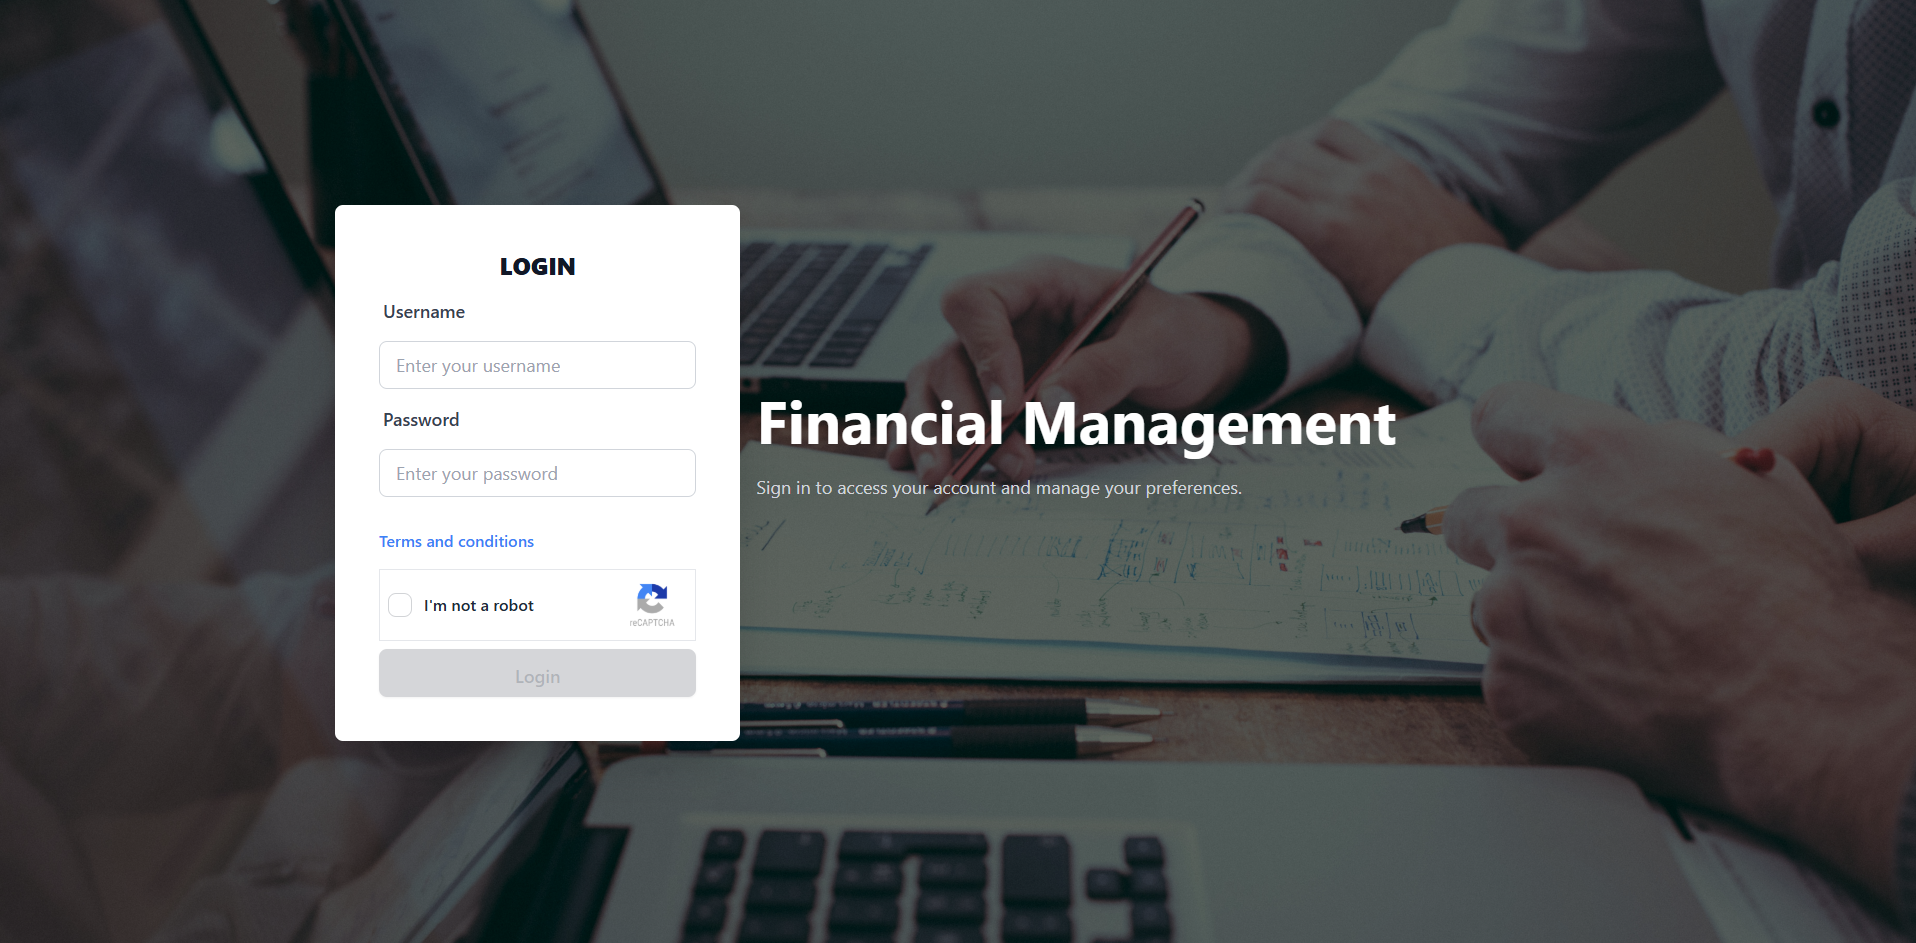 LOGIN
Username
Enter your username
Password
Enter your password
Terms and conditions
I'm not a robot
reCAPTCHA
Login
Financial Management
Sign in to access your account and manage your preferences.